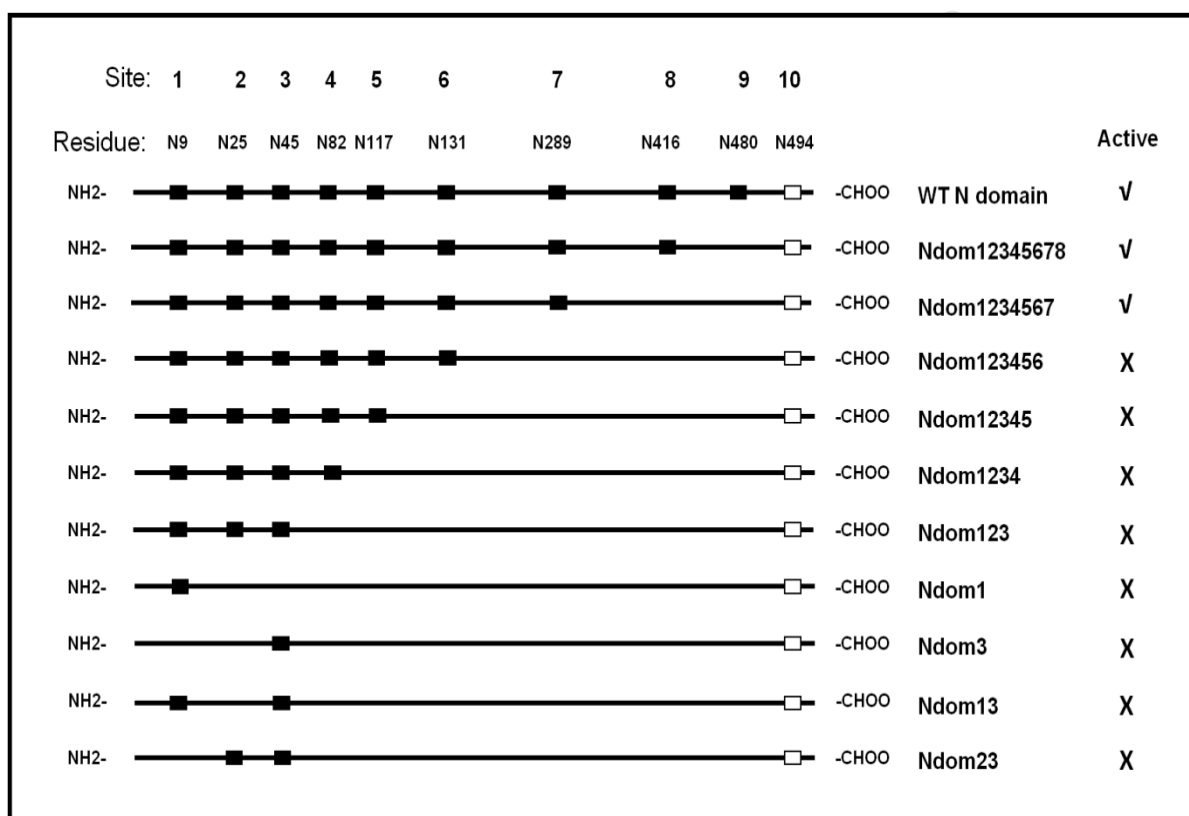 Site: 1 2 3 4 5 6 7 8 9 10
Residue: N9 N25 N45 N82 N117 N131 N289 N416 N480 N494 Active
NH2- -CHOO WT N domain √
NH2- -CHOO Ndom12345678 √
NH2- -CHOO Ndom1234567 √
NH2- -CHOO Ndom123456 X
NH2- -CHOO Ndom12345 X
NH2- -CHOO Ndom1234 X
NH2- -CHOO Ndom123 X
NH2- -CHOO Ndom1 X
NH2- -CHOO Ndom3 X
NH2- -CHOO Ndom13 X
NH2- -CHOO Ndom23 X